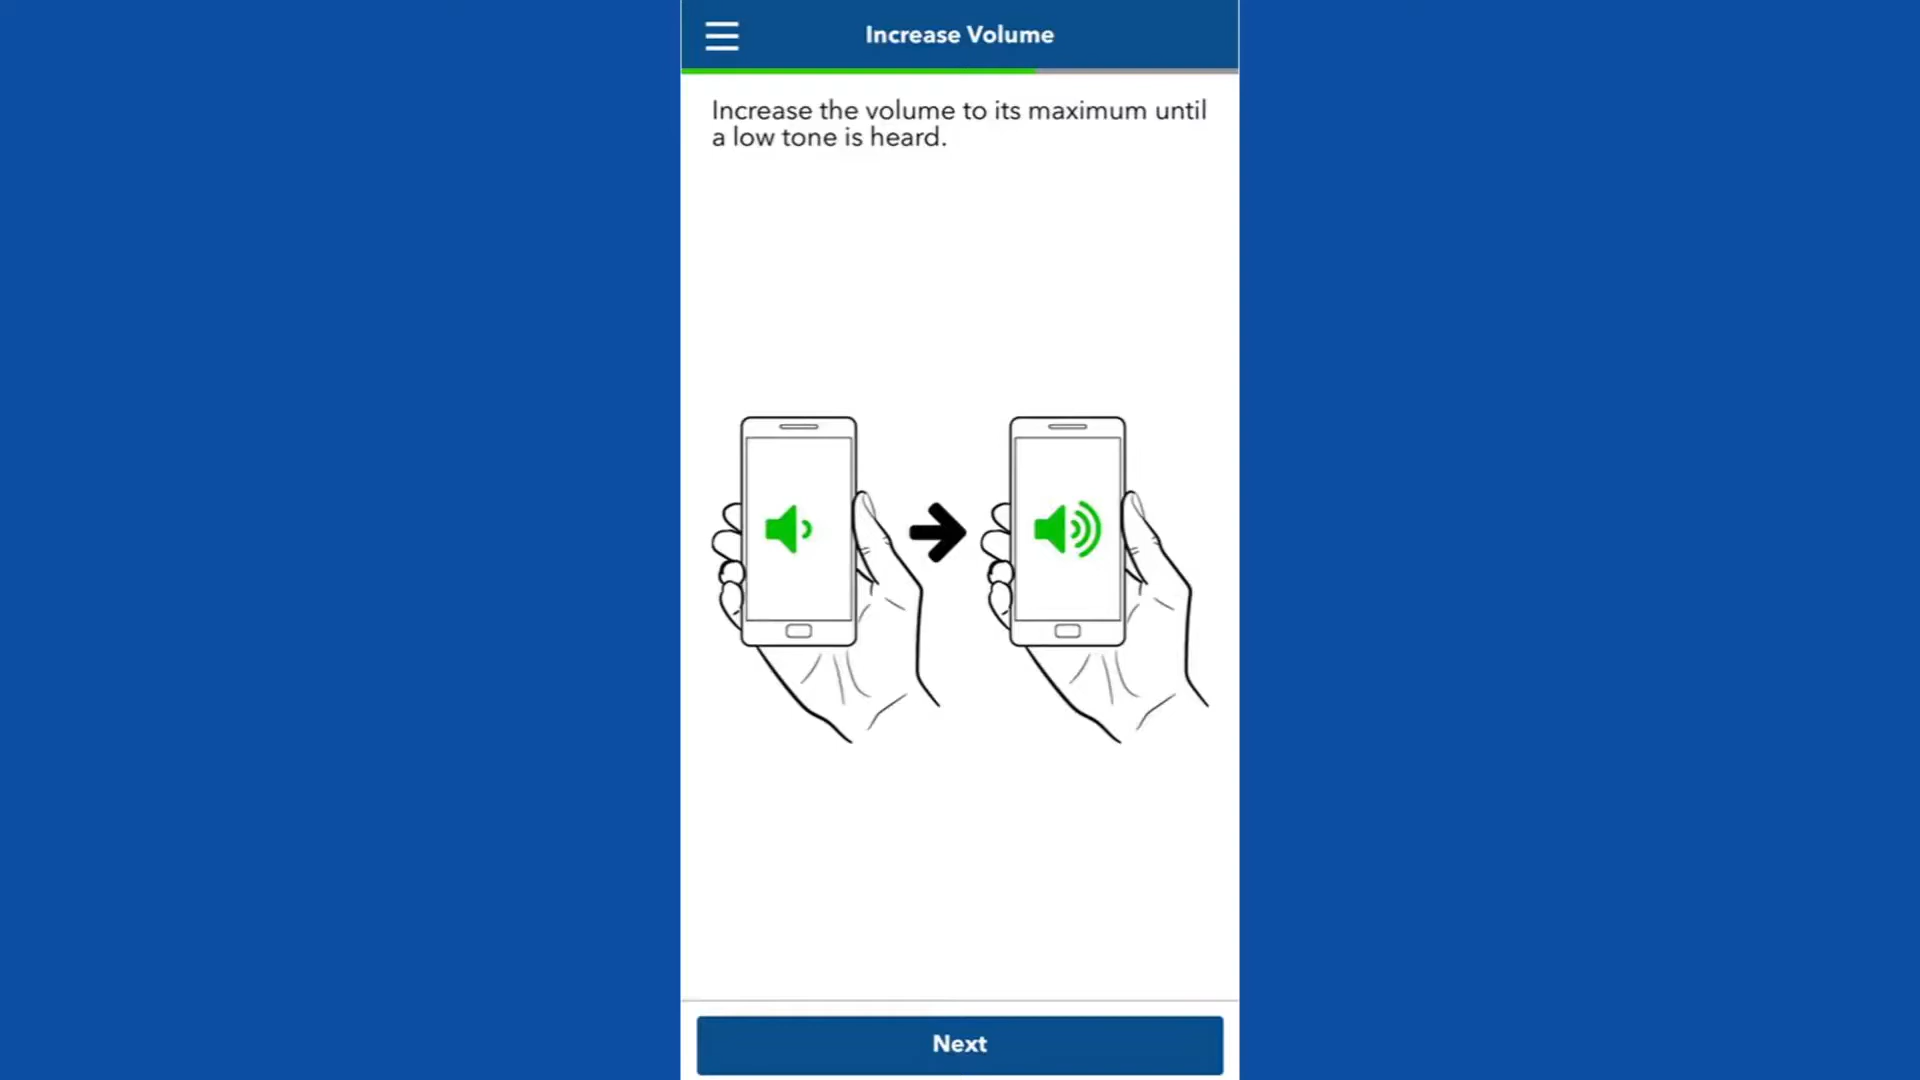 Increase Volume
Increase the volume to its maximum until
a low tone is heard.
Next